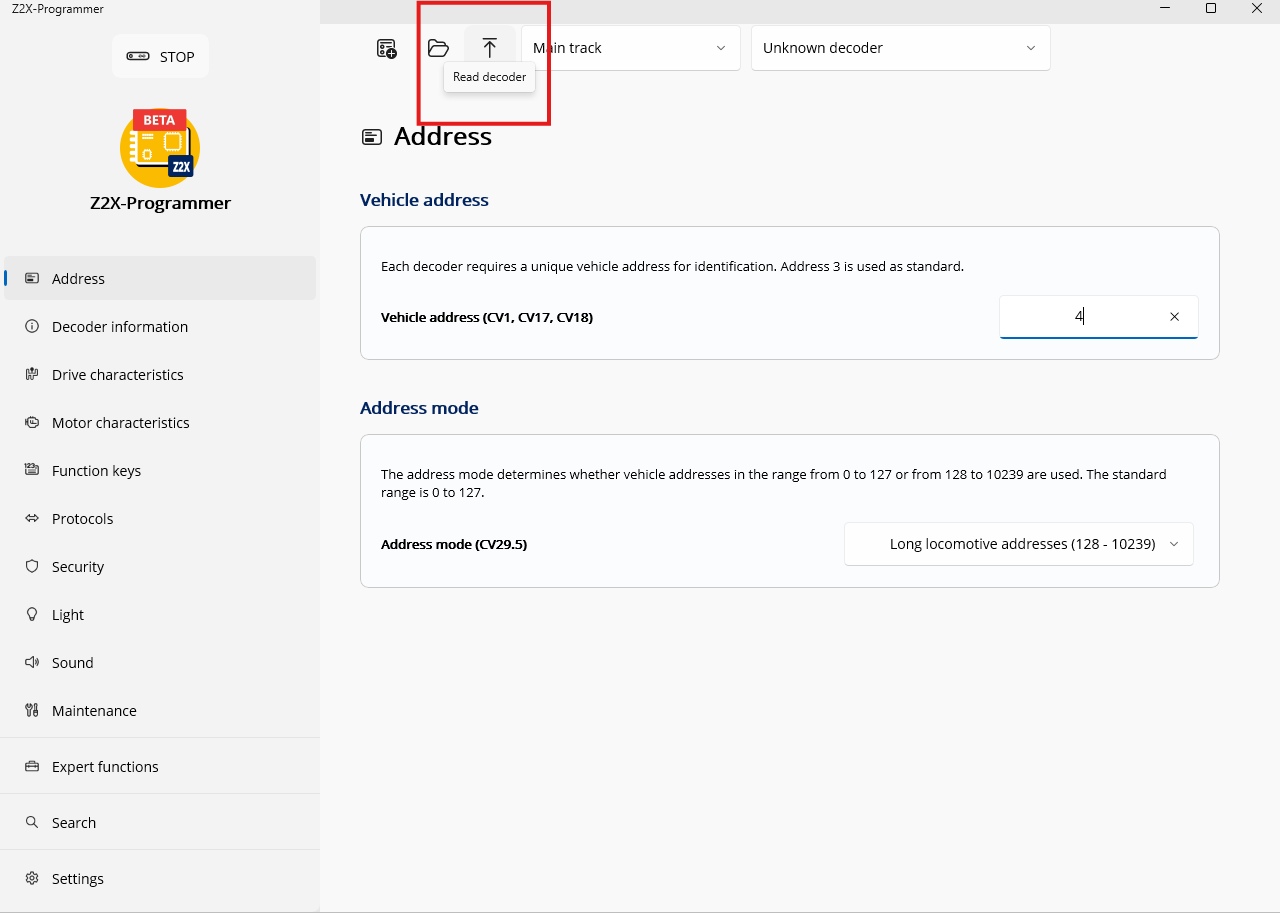 Z2X-Programmer
STOP
BETA
Z2X
Z2X-Programmer
Address
Decoder information
Drive characteristics
Motor characteristics
Function keys
Protocols
Security
Light
Sound
Maintenance
Expert functions
Search
Settings
Main track
Unknown decoder
Read decoder
Address
Vehicle address
Each decoder requires a unique vehicle address for identification. Address 3 is used as standard.
Vehicle address (CV1, CV17, CV18)
4
Address mode
The address mode determines whether vehicle addresses in the range from 0 to 127 or from 128 to 10239 are used. The standard
range is 0 to 127.
Address mode (CV29.5)
Long locomotive addresses (128 - 10239)